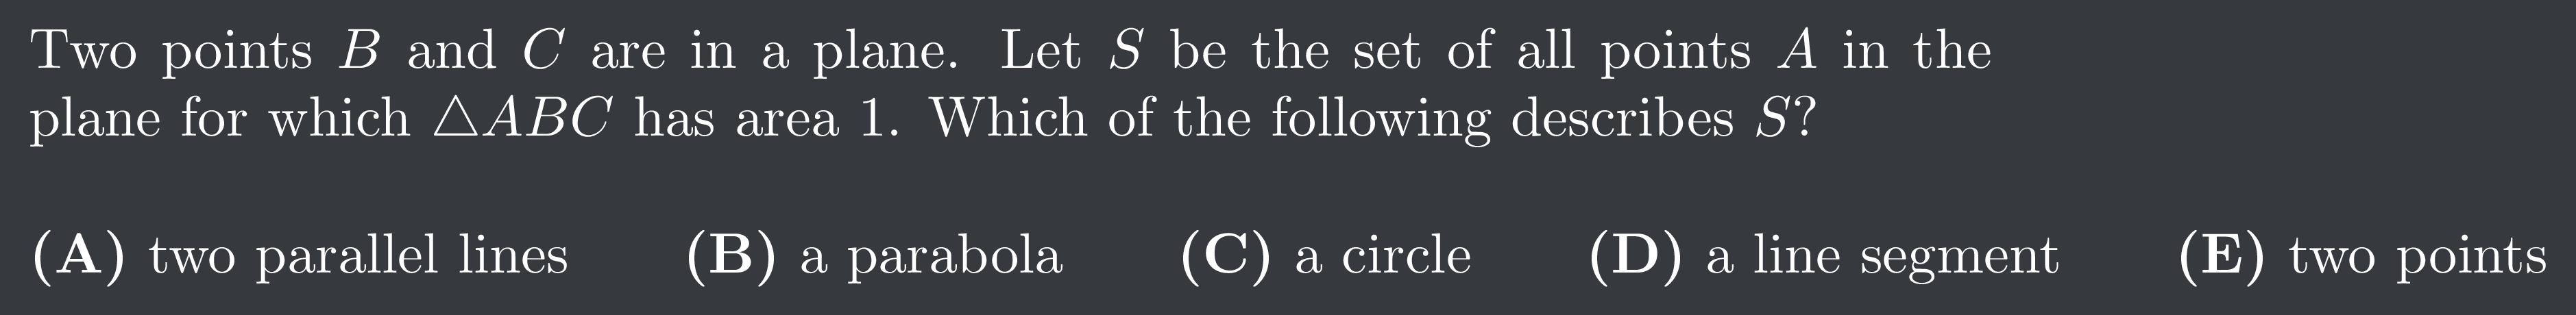 Two points B and C are in a plane. Let S be the set of all points A in the
plane for which △ABC has area 1. Which of the following describes S?
(A) two parallel lines (B) a parabola (C) a circle (D) a line segment (E) two points